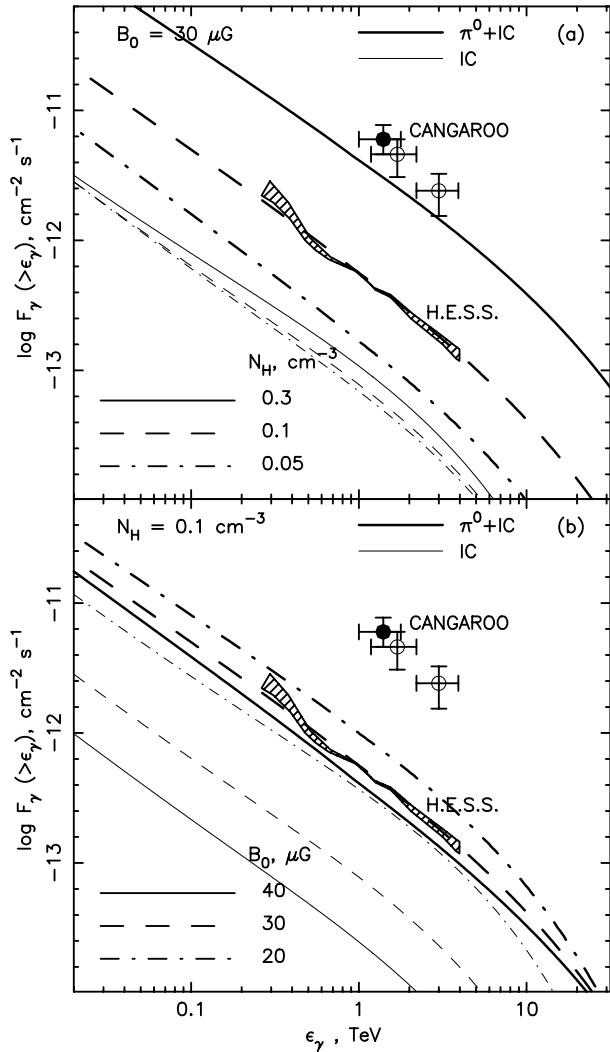 B₀ = 30 μG
π⁰+IC
(a)
IC
-11
CANGAROO
-12
log F_γ (>ε_γ), cm⁻² s⁻¹
H.E.S.S.
-13
N_H, cm⁻³
0.3
0.1
0.05
N_H = 0.1 cm⁻³
π⁰+IC
(b)
IC
-11
CANGAROO
-12
log F_γ (>ε_γ), cm⁻² s⁻¹
H.E.S.S.
-13
B₀, μG
40
30
20
0.1 1 10
ε_γ , TeV